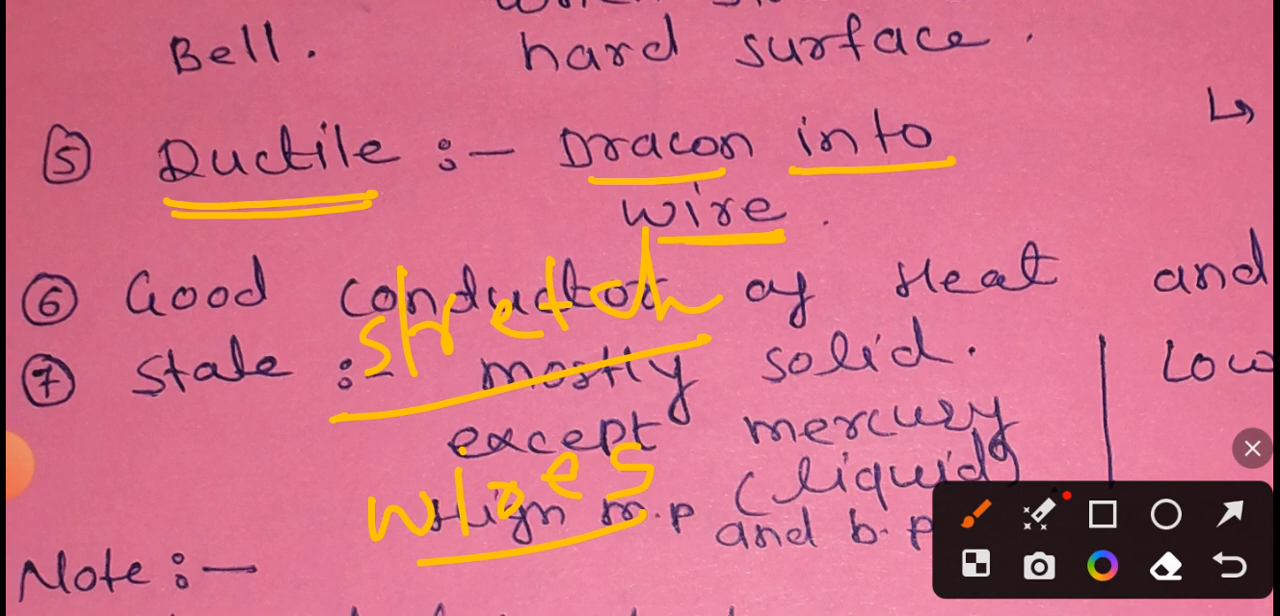 Bell. hard surface.
⑤ Ductile :- Dracon into
wire.
⑥ Good conductor of Heat and
stretch
⑦ State :- mostly solid. Low
except mercury
wires
(liquid)
High m.p and b.p
Note :-